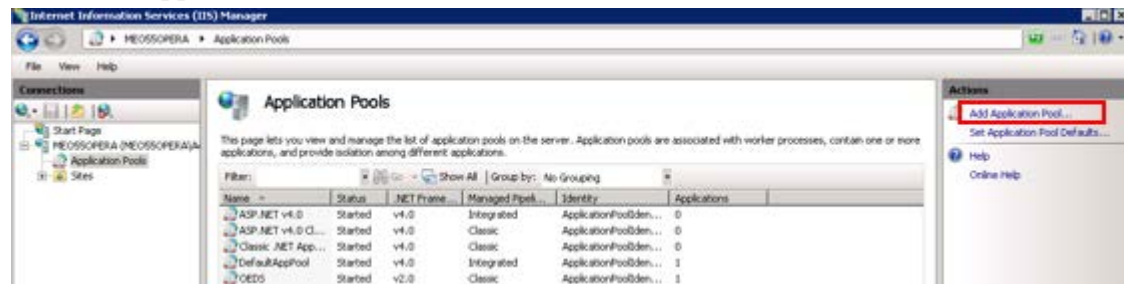 Internet Information Services (IIS) Manager
MEOSSOPERA ▸ Application Pools
File View Help
Connections
Start Page
MEOSSOPERA (MEOSSOPERA\A
Application Pools
Sites
Application Pools
This page lets you view and manage the list of application pools on the server. Application pools are associated with worker processes, contain one or more
applications, and provide isolation among different applications.
Filter: Go Show All | Group by: No Grouping
Name Status .NET Frame... Managed Pipeli... Identity Applications
ASP.NET v4.0 Started v4.0 Integrated ApplicationPoolIden... 0
ASP.NET v4.0 Cl... Started v4.0 Classic ApplicationPoolIden... 0
Classic .NET App... Started v4.0 Classic ApplicationPoolIden... 0
DefaultAppPool Started v4.0 Integrated ApplicationPoolIden... 1
OEDS Started v2.0 Classic ApplicationPoolIden... 1
Actions
Add Application Pool...
Set Application Pool Defaults...
Help
Online Help